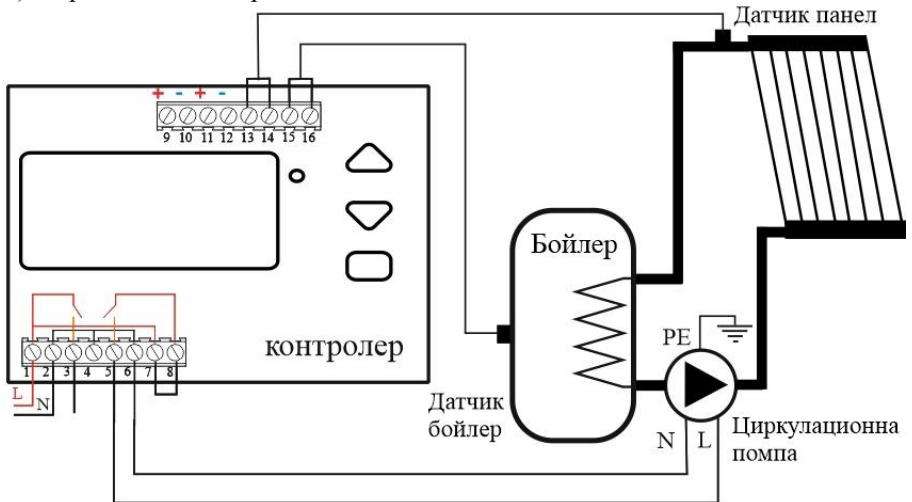 Датчик панел
+ - + -
9 10 11 12 13 14 15 16
Бойлер
контролер
PE
1 2 3 4 5 6 7 8
L
N
Датчик
бойлер
N L
Циркулационна
помпа